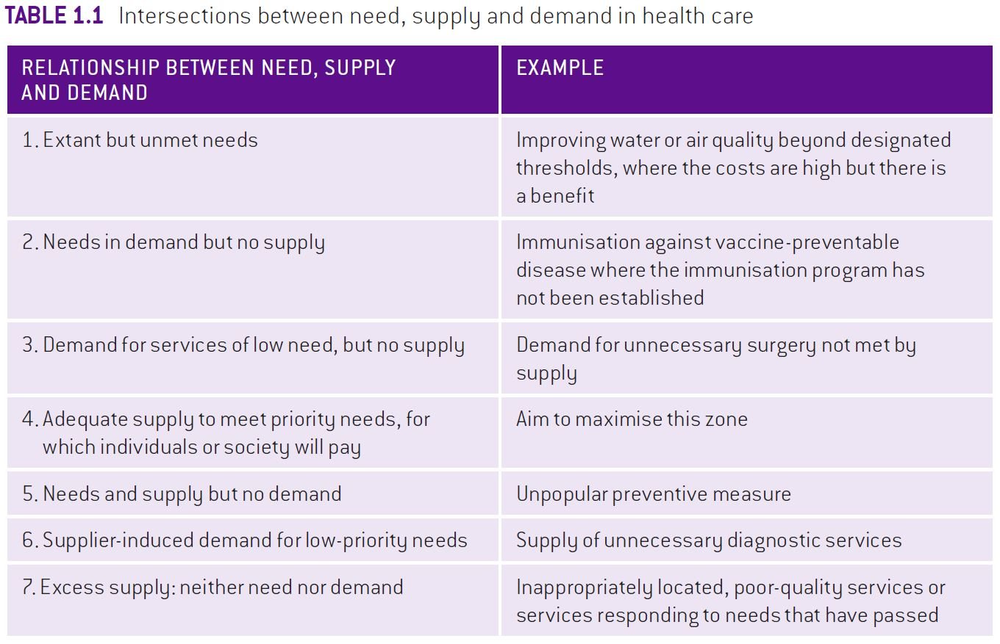 TABLE 1.1 Intersections between need, supply and demand in health care
RELATIONSHIP BETWEEN NEED, SUPPLY
AND DEMAND
EXAMPLE
1. Extant but unmet needs
Improving water or air quality beyond designated
thresholds, where the costs are high but there is
a benefit
2. Needs in demand but no supply
Immunisation against vaccine-preventable
disease where the immunisation program has
not been established
3. Demand for services of low need, but no supply
Demand for unnecessary surgery not met by
supply
4. Adequate supply to meet priority needs, for
which individuals or society will pay
Aim to maximise this zone
5. Needs and supply but no demand
Unpopular preventive measure
6. Supplier-induced demand for low-priority needs
Supply of unnecessary diagnostic services
7. Excess supply: neither need nor demand
Inappropriately located, poor-quality services or
services responding to needs that have passed